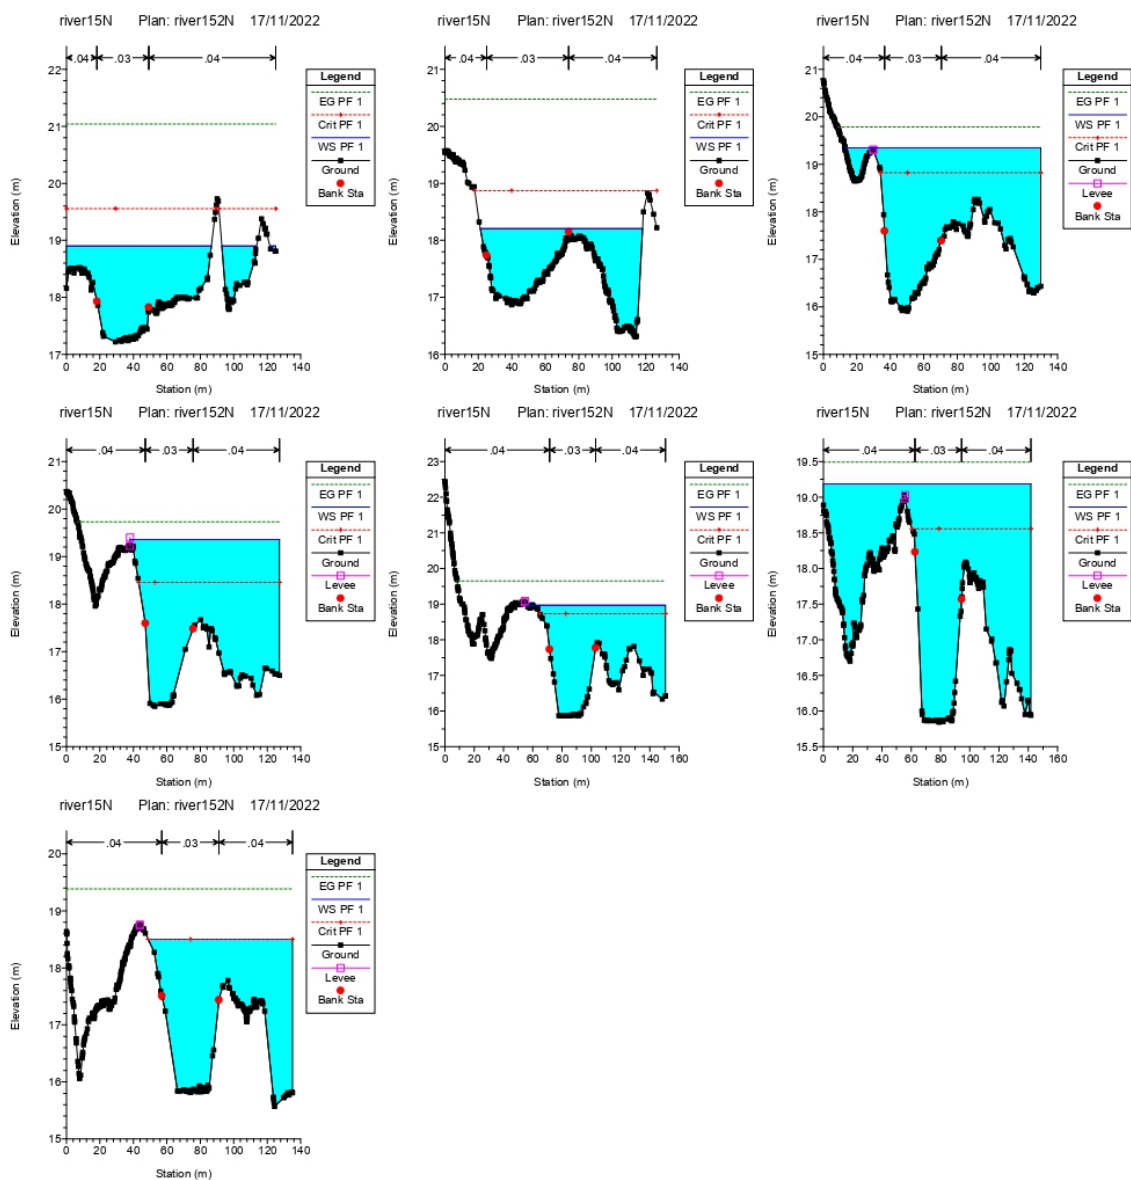 river15N Plan: river152N 17/11/2022
.04 .03 .04
Legend
EG PF 1
Crit PF 1
WS PF 1
Ground
Bank Sta
Elevation (m)
22
21
20
19
18
17
0 20 40 60 80 100 120 140
Station (m)
river15N Plan: river152N 17/11/2022
.04 .03 .04
Legend
EG PF 1
Crit PF 1
WS PF 1
Ground
Bank Sta
Elevation (m)
21
20
19
18
17
16
0 20 40 60 80 100 120 140
Station (m)
river15N Plan: river152N 17/11/2022
.04 .03 .04
Legend
EG PF 1
WS PF 1
Crit PF 1
Ground
Levee
Bank Sta
Elevation (m)
21
20
19
18
17
16
15
0 20 40 60 80 100 120 140
Station (m)
river15N Plan: river152N 17/11/2022
.04 .03 .04
Legend
EG PF 1
WS PF 1
Crit PF 1
Ground
Levee
Bank Sta
Elevation (m)
21
20
19
18
17
16
15
0 20 40 60 80 100 120 140
Station (m)
river15N Plan: river152N 17/11/2022
.04 .03 .04
Legend
EG PF 1
WS PF 1
Crit PF 1
Ground
Levee
Bank Sta
Elevation (m)
23
22
21
20
19
18
17
16
15
0 20 40 60 80 100 120 140 160
Station (m)
river15N Plan: river152N 17/11/2022
.04 .03 .04
Legend
EG PF 1
WS PF 1
Crit PF 1
Ground
Levee
Bank Sta
Elevation (m)
19.5
19.0
18.5
18.0
17.5
17.0
16.5
16.0
15.5
0 20 40 60 80 100 120 140 160
Station (m)
river15N Plan: river152N 17/11/2022
.04 .03 .04
Legend
EG PF 1
WS PF 1
Crit PF 1
Ground
Levee
Bank Sta
Elevation (m)
20
19
18
17
16
15
0 20 40 60 80 100 120 140
Station (m)